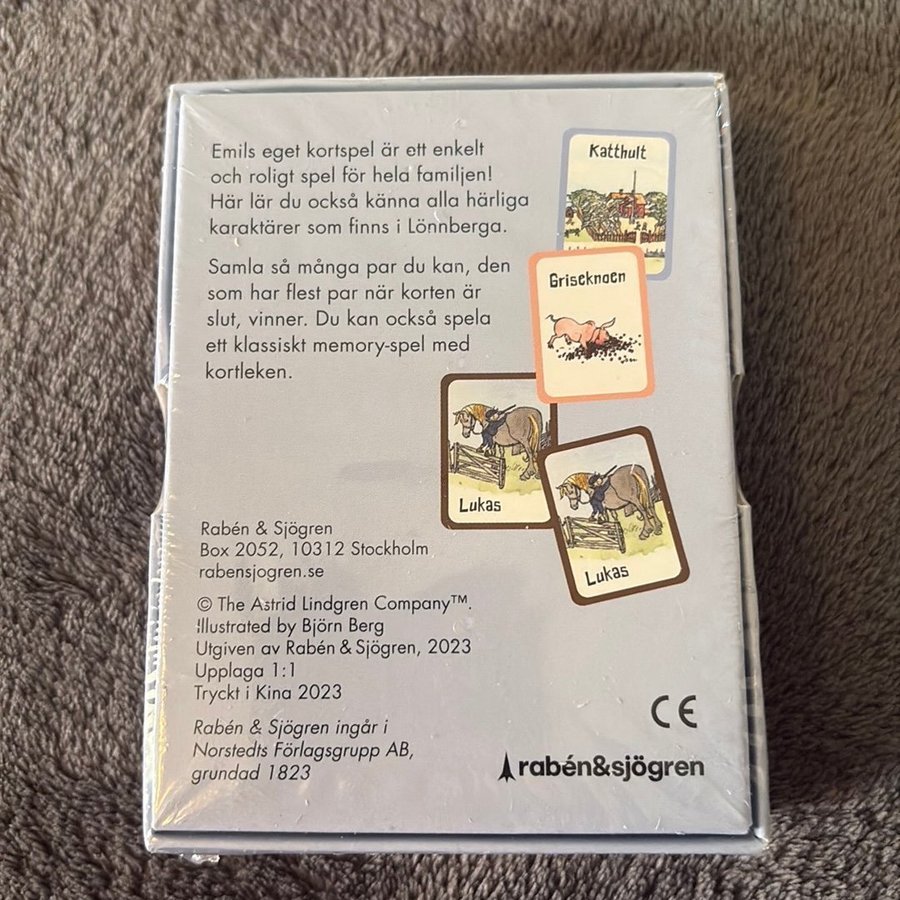 Emils eget kortspel är ett enkelt
och roligt spel för hela familjen!
Här lär du också känna alla härliga
karaktärer som finns i Lönnberga.
Samla så många par du kan, den
som har flest par när korten är
slut, vinner. Du kan också spela
ett klassiskt memory-spel med
kortleken.
Katthult
Griseknoen
Lukas
Lukas
Rabén & Sjögren
Box 2052, 10312 Stockholm
rabensjogren.se
© The Astrid Lindgren Company™.
Illustrated by Björn Berg
Utgiven av Rabén & Sjögren, 2023
Upplaga 1:1
Tryckt i Kina 2023
Rabén & Sjögren ingår i
Norstedts Förlagsgrupp AB,
grundad 1823
CE
rabén&sjögren